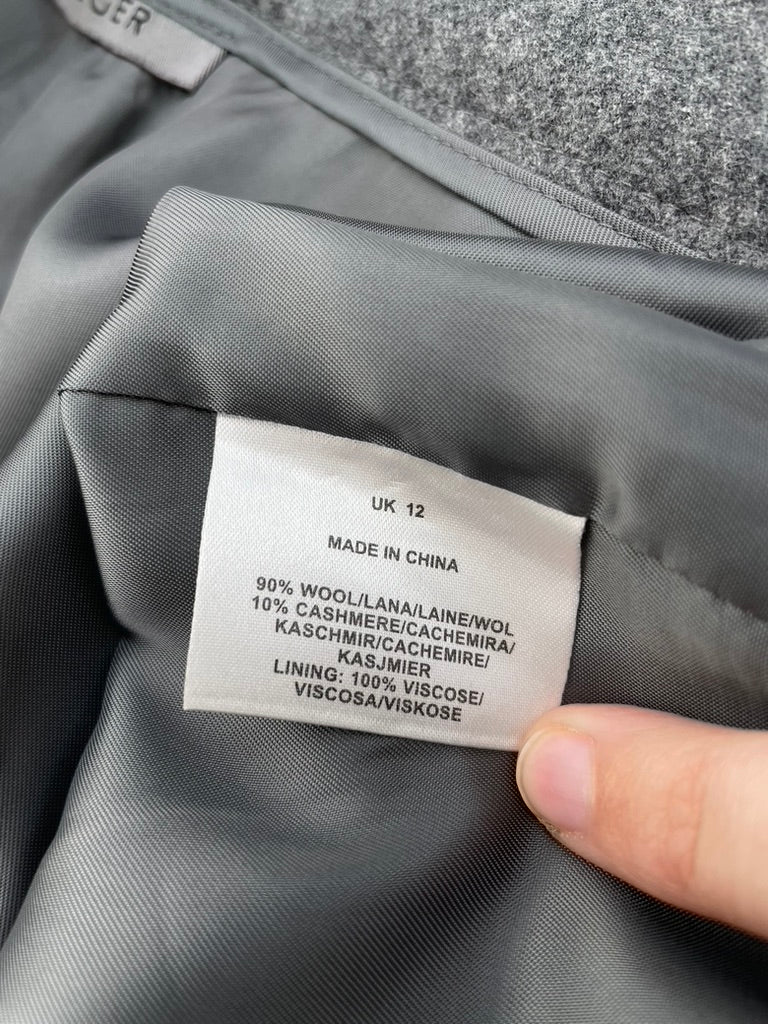 UK 12
MADE IN CHINA
90% WOOL/LANA/LAINE/WOL
10% CASHMERE/CACHEMIRA/
KASCHMIR/CACHEMIRE/
KASJMIER
LINING: 100% VISCOSE/
VISCOSA/VISKOSE